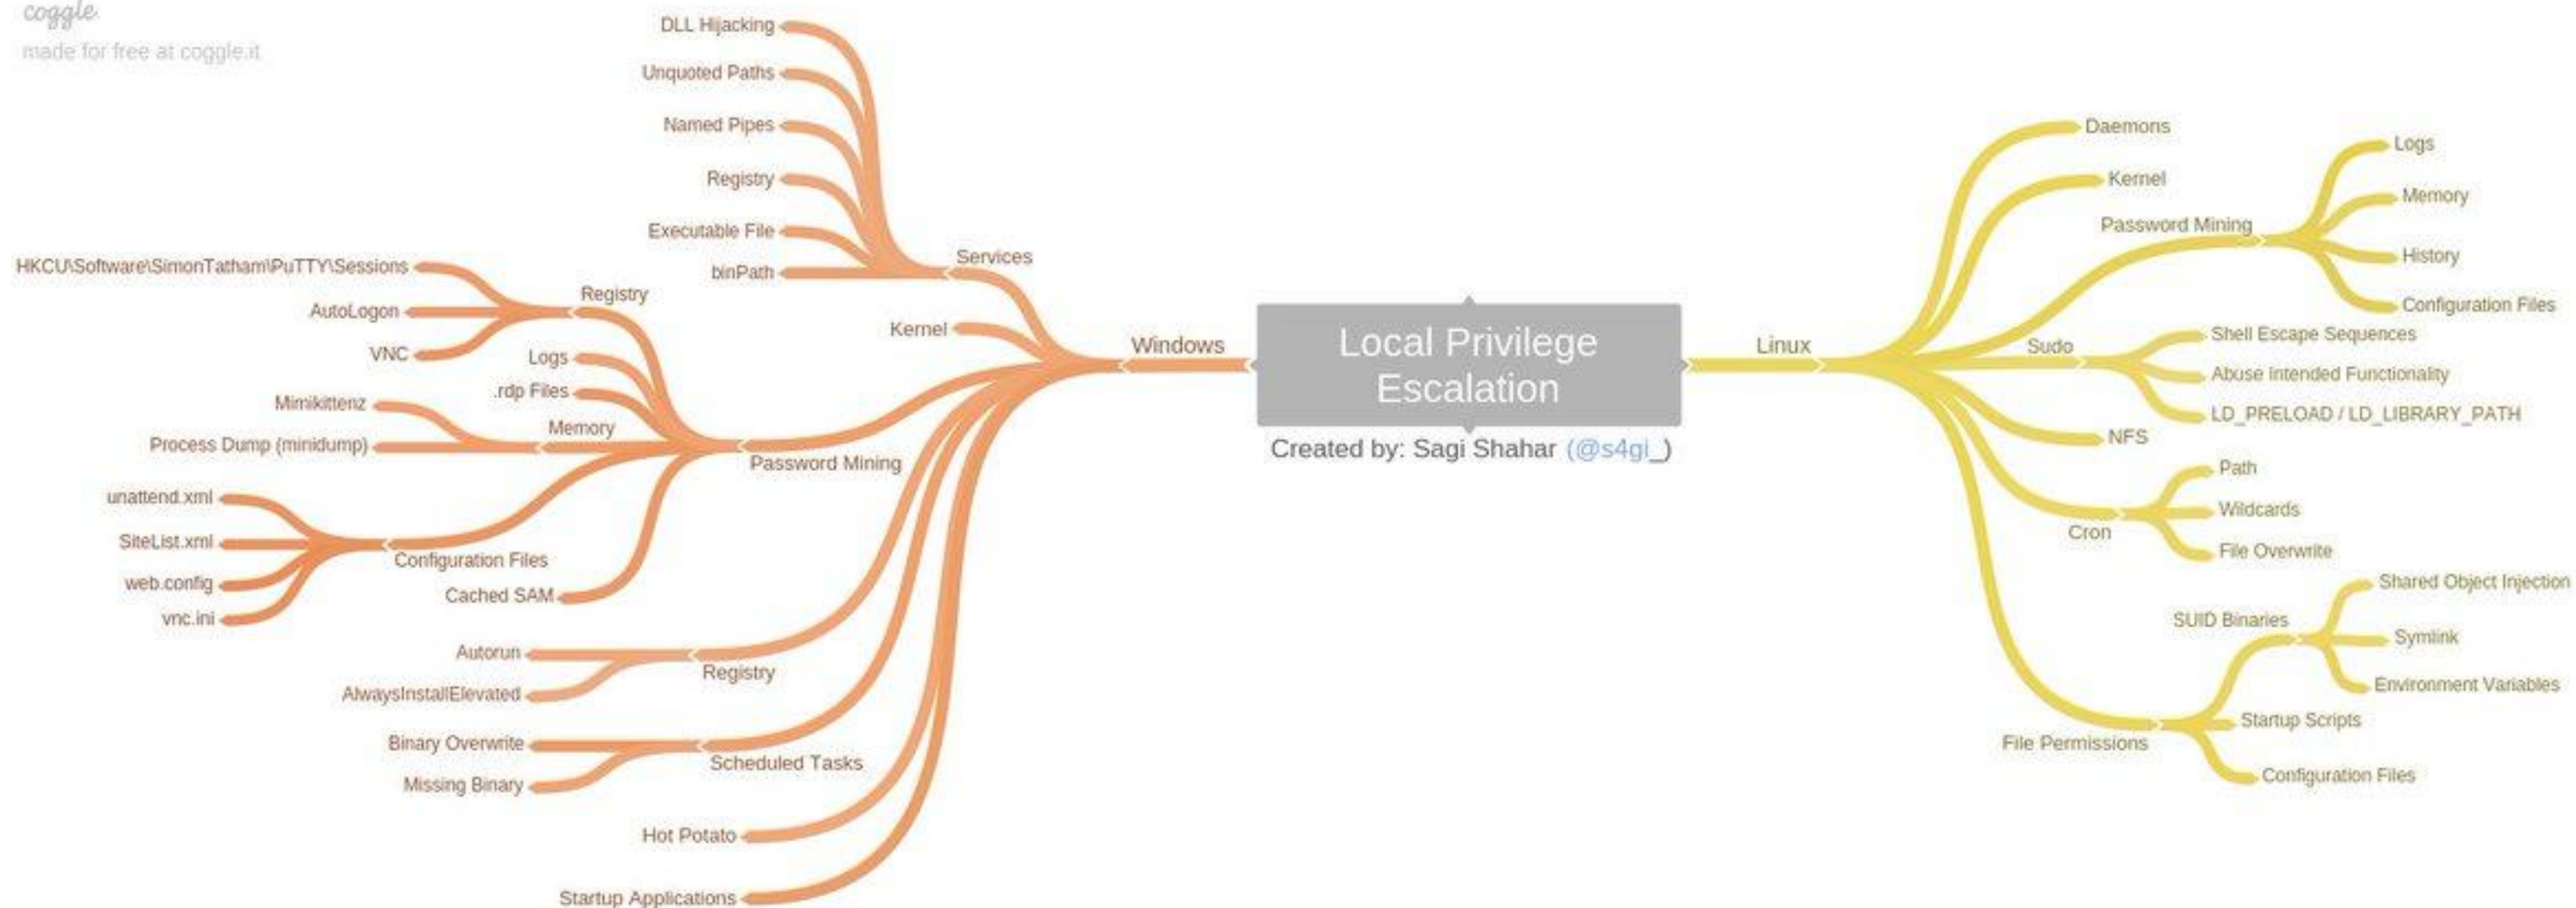 coggle
made for free at coggle.it
Local Privilege
Escalation
Created by: Sagi Shahar (@s4gi_)
Windows
Services
DLL Hijacking
Unquoted Paths
Named Pipes
Registry
Executable File
binPath
Kernel
Password Mining
Registry
HKCU\Software\SimonTatham\PuTTY\Sessions
AutoLogon
VNC
Logs
.rdp Files
Memory
Mimikittenz
Process Dump (minidump)
Configuration Files
unattend.xml
SiteList.xml
web.config
vnc.ini
Cached SAM
Registry
Autorun
AlwaysInstallElevated
Scheduled Tasks
Binary Overwrite
Missing Binary
Hot Potato
Startup Applications
Linux
Daemons
Kernel
Password Mining
Logs
Memory
History
Configuration Files
Sudo
Shell Escape Sequences
Abuse Intended Functionality
LD_PRELOAD / LD_LIBRARY_PATH
NFS
Cron
Path
Wildcards
File Overwrite
File Permissions
SUID Binaries
Shared Object Injection
Symlink
Environment Variables
Startup Scripts
Configuration Files